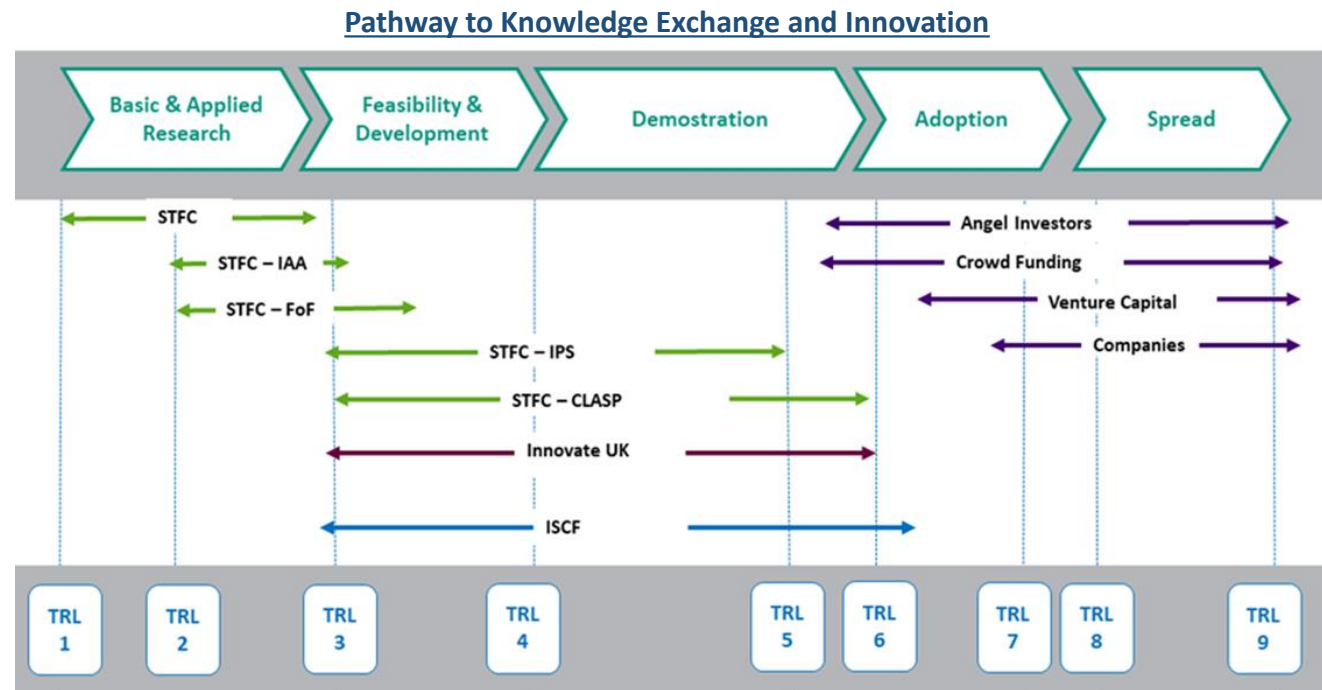 Pathway to Knowledge Exchange and Innovation
Basic & Applied
Research
Feasibility &
Development
Demostration
Adoption
Spread
STFC
Angel Investors
STFC – IAA
Crowd Funding
STFC – FoF
Venture Capital
STFC – IPS
Companies
STFC – CLASP
Innovate UK
ISCF
TRL
1
TRL
2
TRL
3
TRL
4
TRL
5
TRL
6
TRL
7
TRL
8
TRL
9